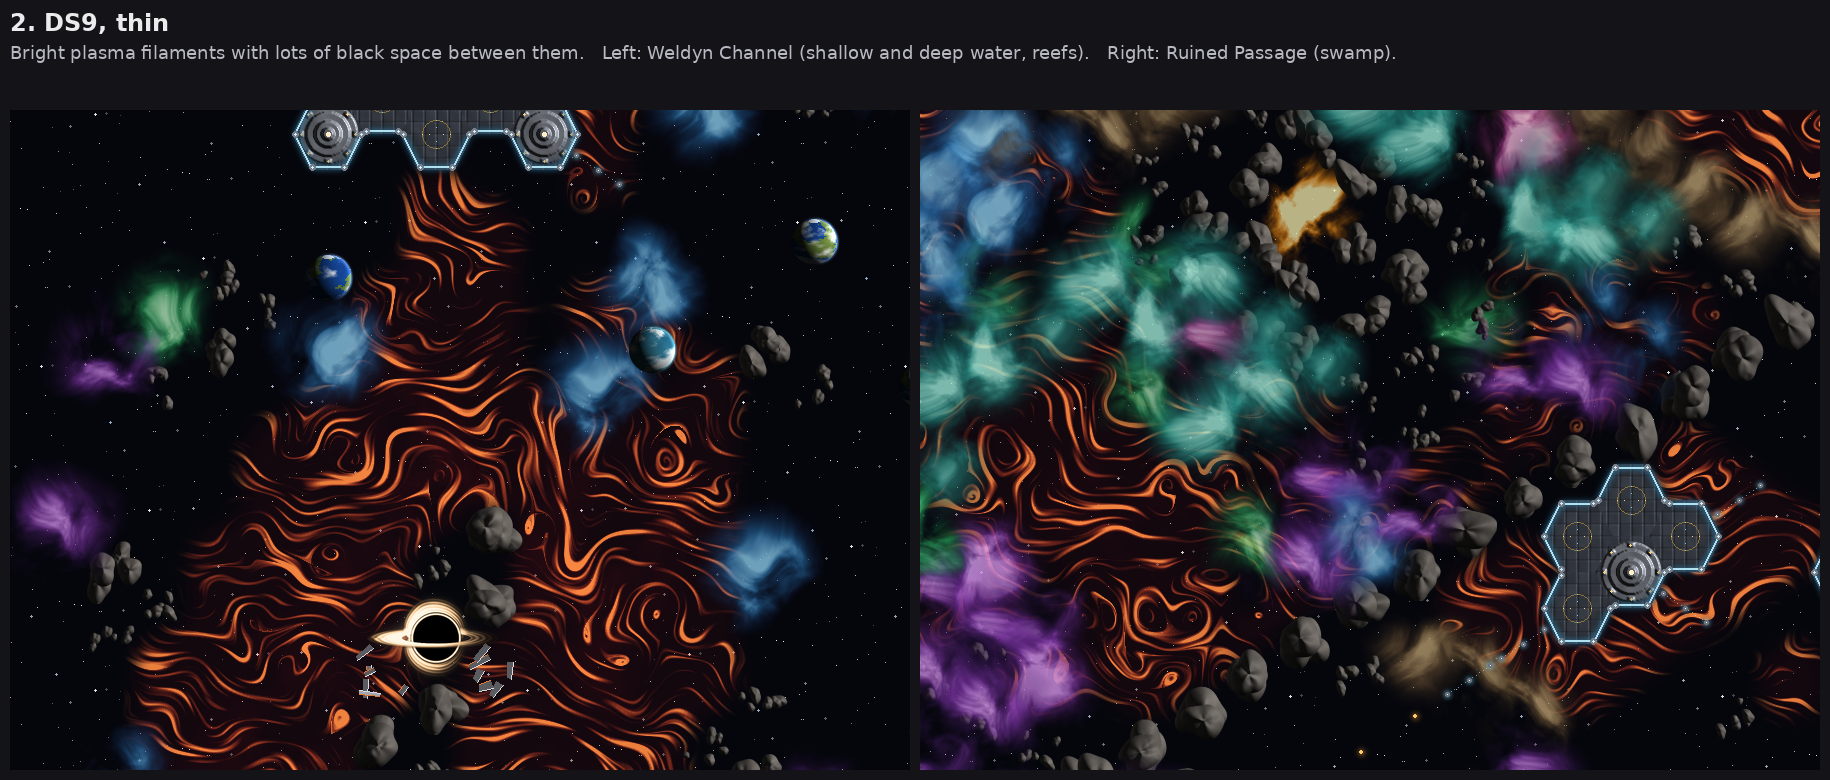 2. DS9, thin
Bright plasma filaments with lots of black space between them.   Left: Weldyn Channel (shallow and deep water, reefs).   Right: Ruined Passage (swamp).